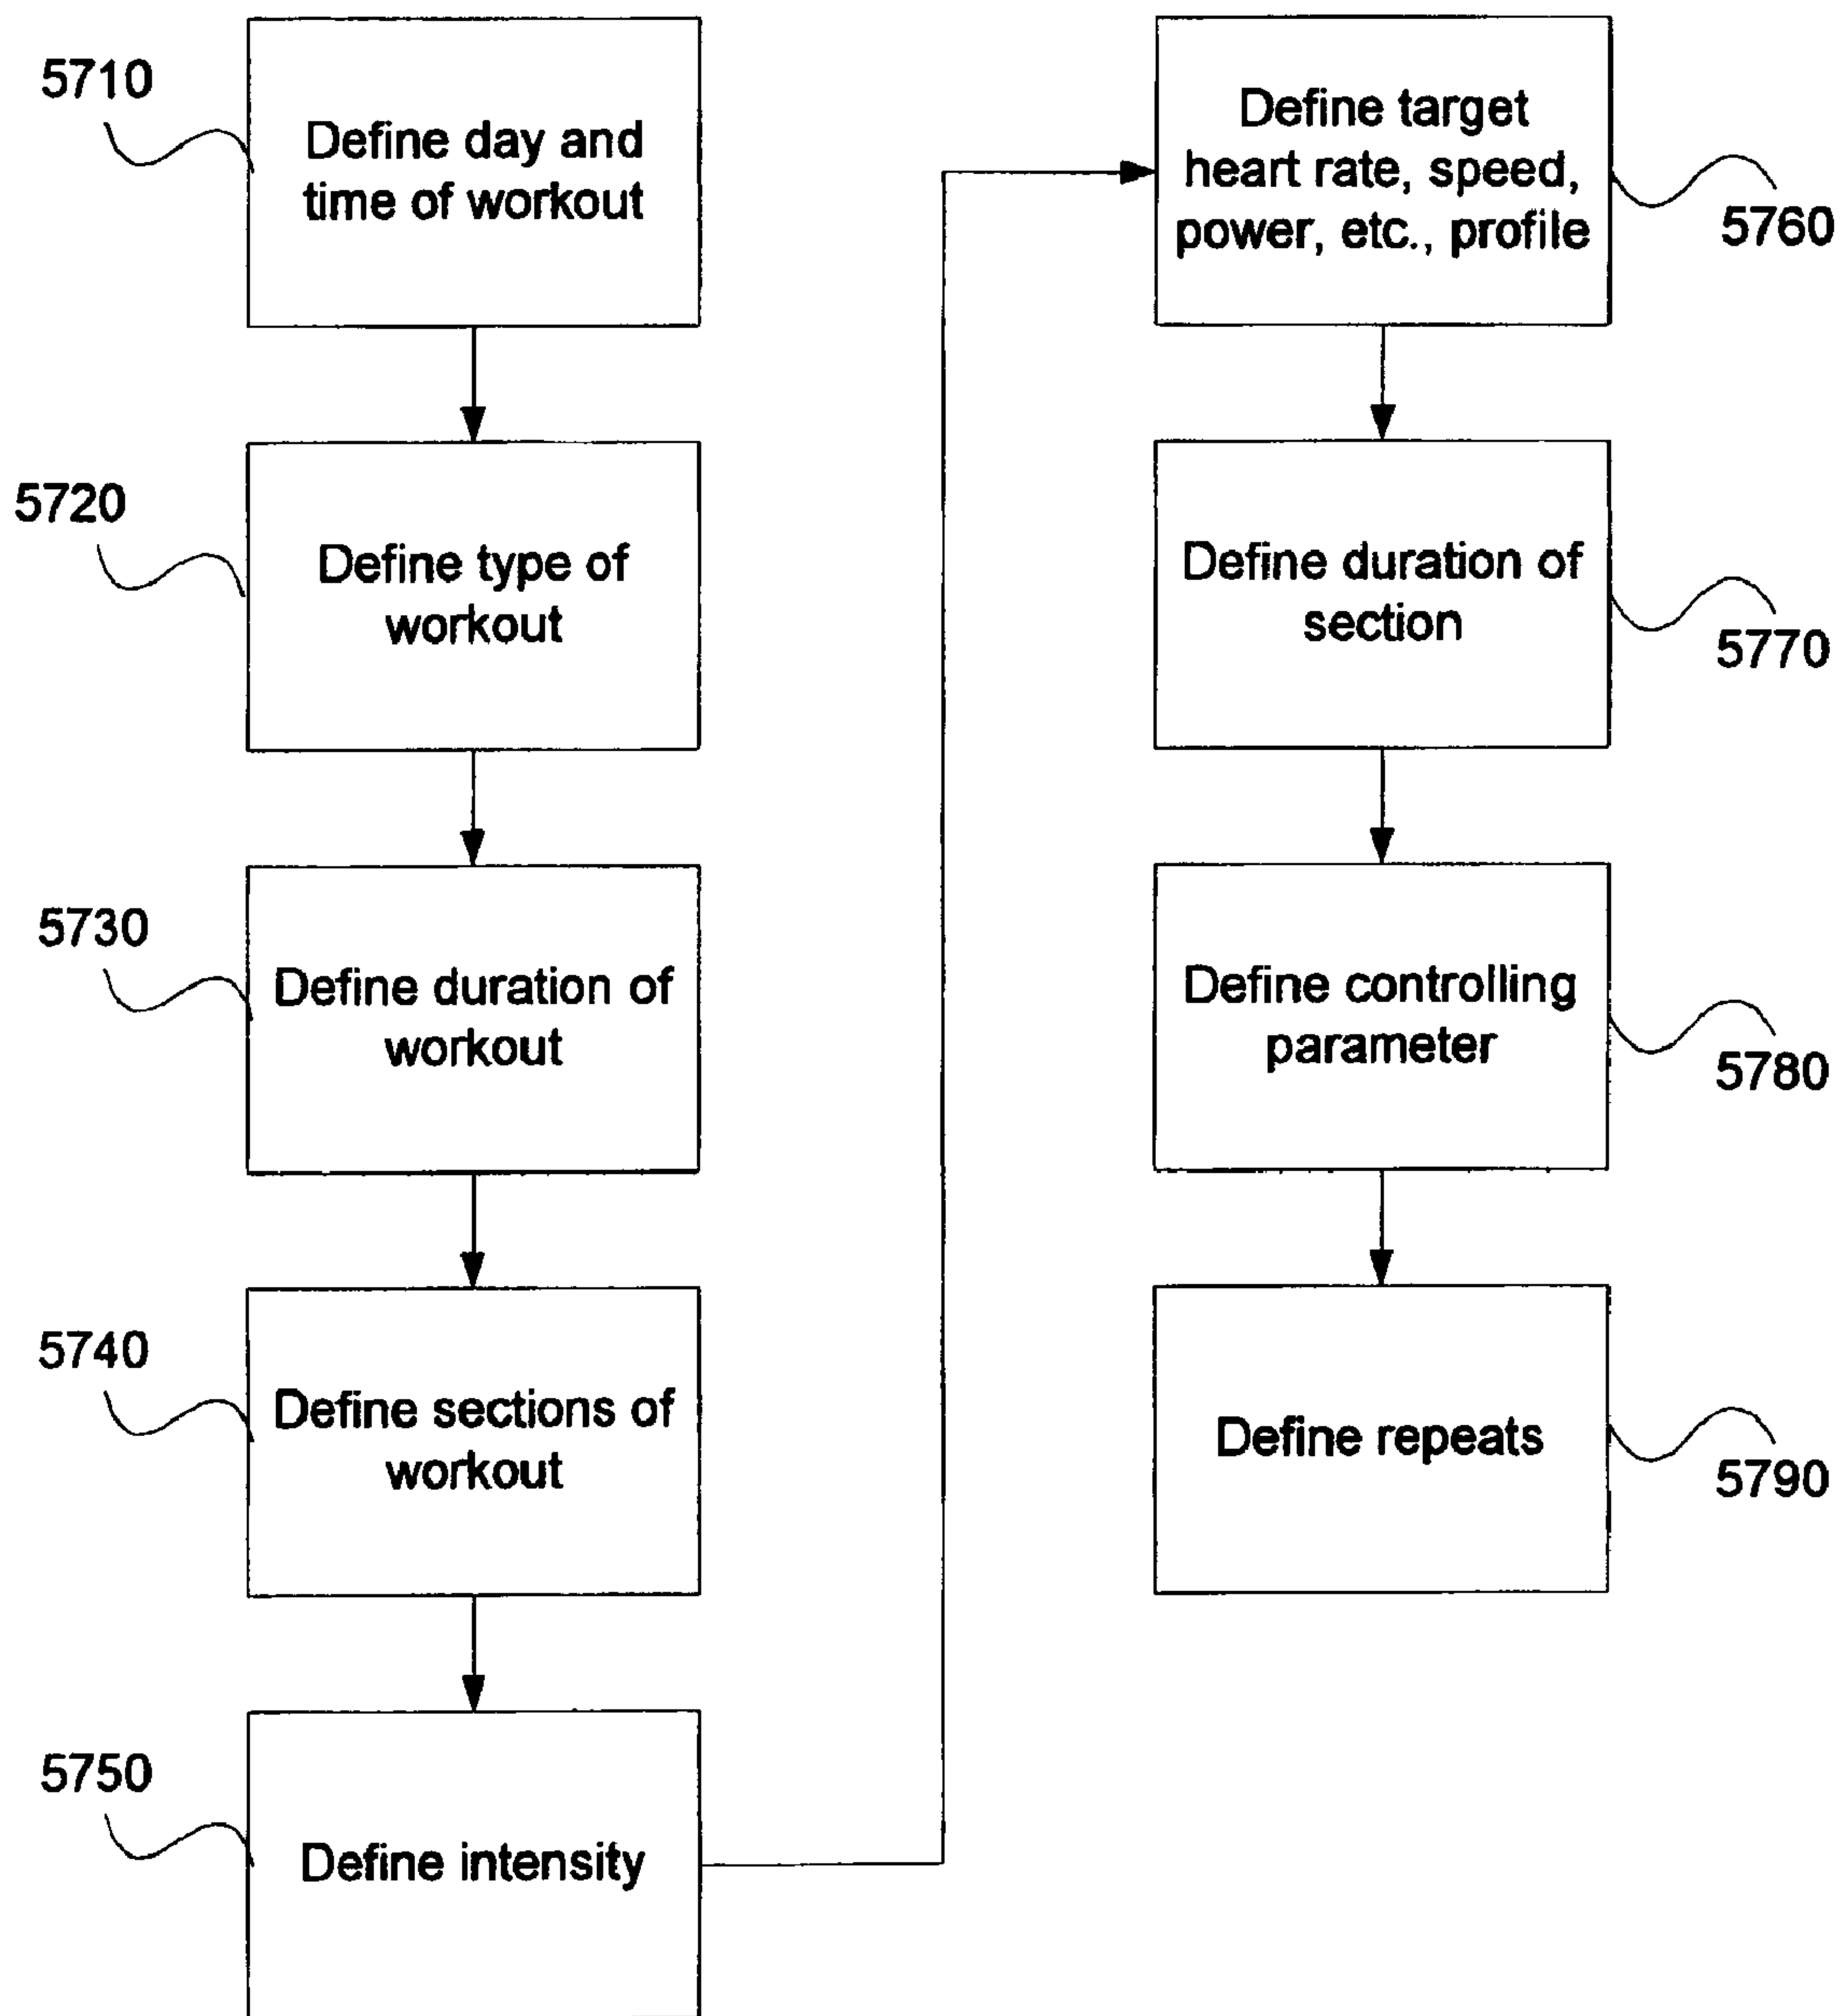 5710
Define day and
time of workout
5720
Define type of
workout
5730
Define duration of
workout
5740
Define sections of
workout
5750
Define intensity
Define target
heart rate, speed,
power, etc., profile
5760
Define duration of
section
5770
Define controlling
parameter
5780
Define repeats
5790